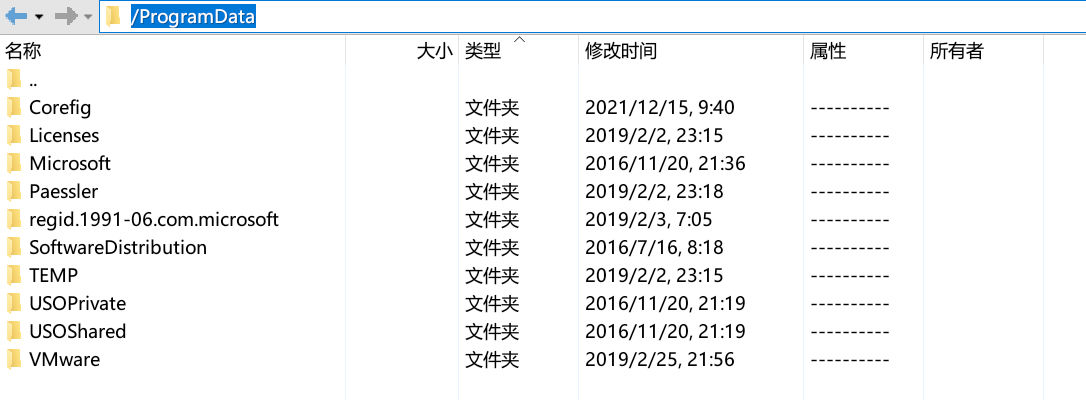 /ProgramData
名称 大小 类型 修改时间 属性 所有者
..
Corefig 文件夹 2021/12/15, 9:40 ----------
Licenses 文件夹 2019/2/2, 23:15 ----------
Microsoft 文件夹 2016/11/20, 21:36 ----------
Paessler 文件夹 2019/2/2, 23:18 ----------
regid.1991-06.com.microsoft 文件夹 2019/2/3, 7:05 ----------
SoftwareDistribution 文件夹 2016/7/16, 8:18 ----------
TEMP 文件夹 2019/2/2, 23:15 ----------
USOPrivate 文件夹 2016/11/20, 21:19 ----------
USOShared 文件夹 2016/11/20, 21:19 ----------
VMware 文件夹 2019/2/25, 21:56 ----------